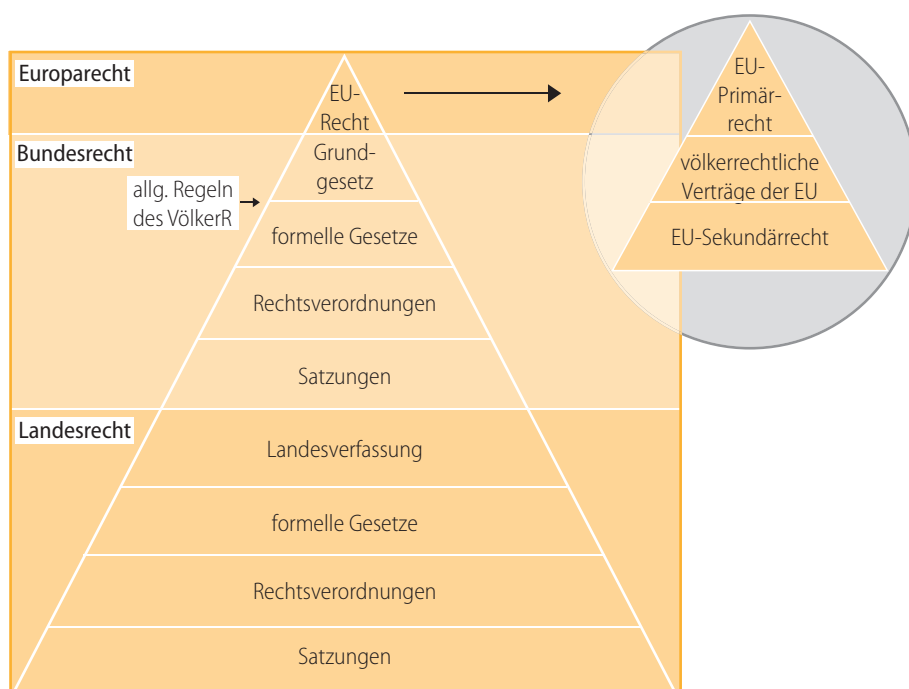 Europarecht
EU-
Recht
Bundesrecht
Grund-
gesetz
allg. Regeln
des VölkerR
formelle Gesetze
Rechtsverordnungen
Satzungen
Landesrecht
Landesverfassung
formelle Gesetze
Rechtsverordnungen
Satzungen
EU-
Primär-
recht
völkerrechtliche
Verträge der EU
EU-Sekundärrecht